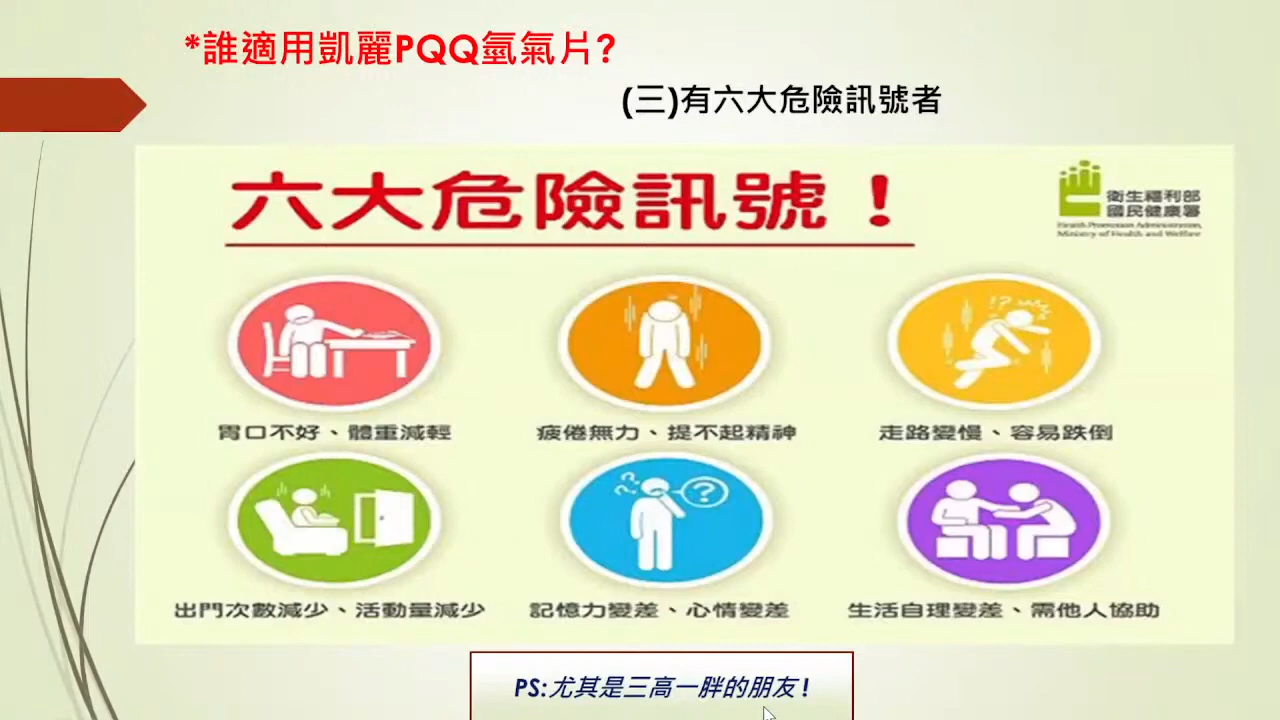 *誰適用凱麗PQQ氫氣片?
(三)有六大危險訊號者
六大危險訊號！
衛生福利部
國民健康署
Health Promotion Administration,
Ministry of Health and Welfare
胃口不好、體重減輕
疲倦無力、提不起精神
走路變慢、容易跌倒
出門次數減少、活動量減少
記憶力變差、心情變差
生活自理變差、需他人協助
PS:尤其是三高一胖的朋友!